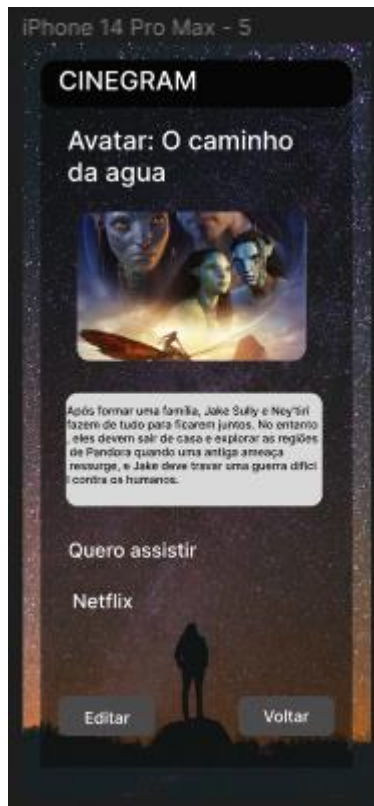 iPhone 14 Pro Max - 5
CINEGRAM
Avatar: O caminho
da agua
Após formar uma família, Jake Sully e Ney'tiri
fazem de tudo para ficarem juntos. No entanto
, eles devem sair de casa e explorar as regiões
de Pandora quando uma antiga ameaça
ressurge, e Jake deve travar uma guerra difíci
l contra os humanos.
Quero assistir
Netflix
Editar
Voltar